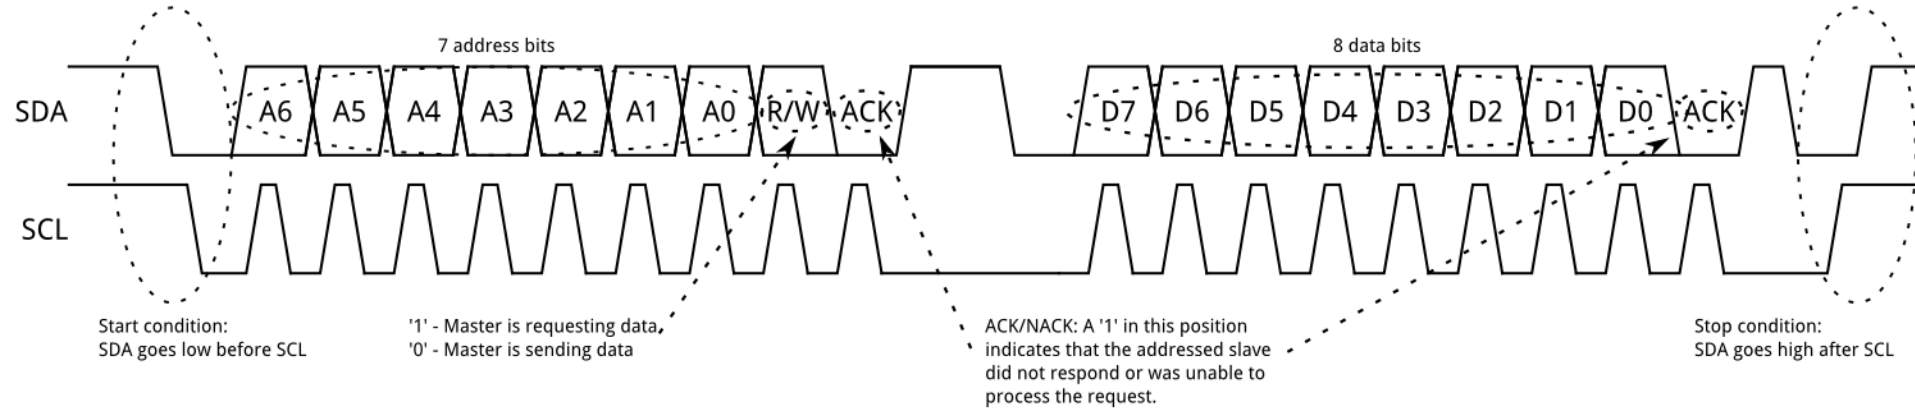 7 address bits
8 data bits
SDA
A6 A5 A4 A3 A2 A1 A0 R/W ACK
D7 D6 D5 D4 D3 D2 D1 D0 ACK
SCL
Start condition:
SDA goes low before SCL
'1' - Master is requesting data
'0' - Master is sending data
ACK/NACK: A '1' in this position
indicates that the addressed slave
did not respond or was unable to
process the request.
Stop condition:
SDA goes high after SCL